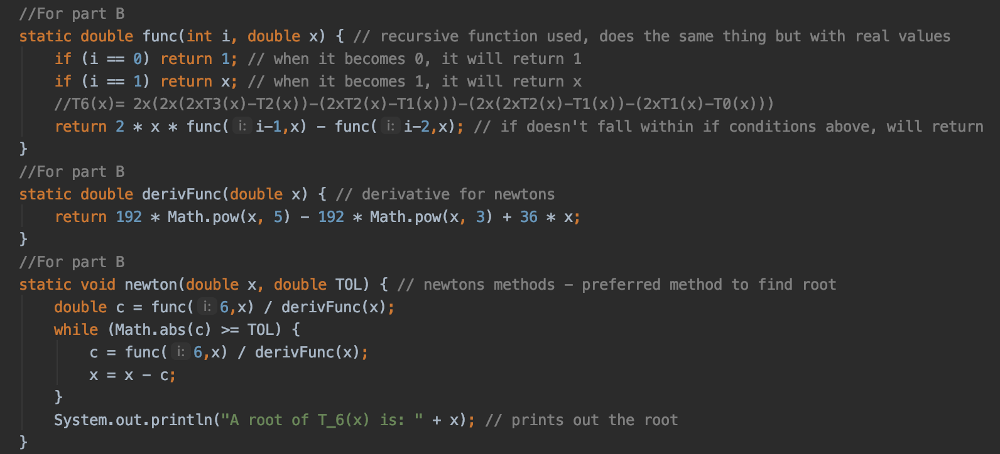 //For part B
static double func(int i, double x) { // recursive function used, does the same thing but with real values
if (i == 0) return 1; // when it becomes 0, it will return 1
if (i == 1) return x; // when it becomes 1, it will return x
//T6(x)= 2x(2x(2xT3(x)-T2(x))-(2xT2(x)-T1(x)))-(2x(2xT2(x)-T1(x))-(2xT1(x)-T0(x)))
return 2 * x * func( i: i-1,x) - func( i: i-2,x); // if doesn't fall within if conditions above, will return
}
//For part B
static double derivFunc(double x) { // derivative for newtons
return 192 * Math.pow(x, 5) - 192 * Math.pow(x, 3) + 36 * x;
}
//For part B
static void newton(double x, double TOL) { // newtons methods - preferred method to find root
double c = func( i: 6,x) / derivFunc(x);
while (Math.abs(c) >= TOL) {
c = func( i: 6,x) / derivFunc(x);
x = x - c;
}
System.out.println("A root of T_6(x) is: " + x); // prints out the root
}